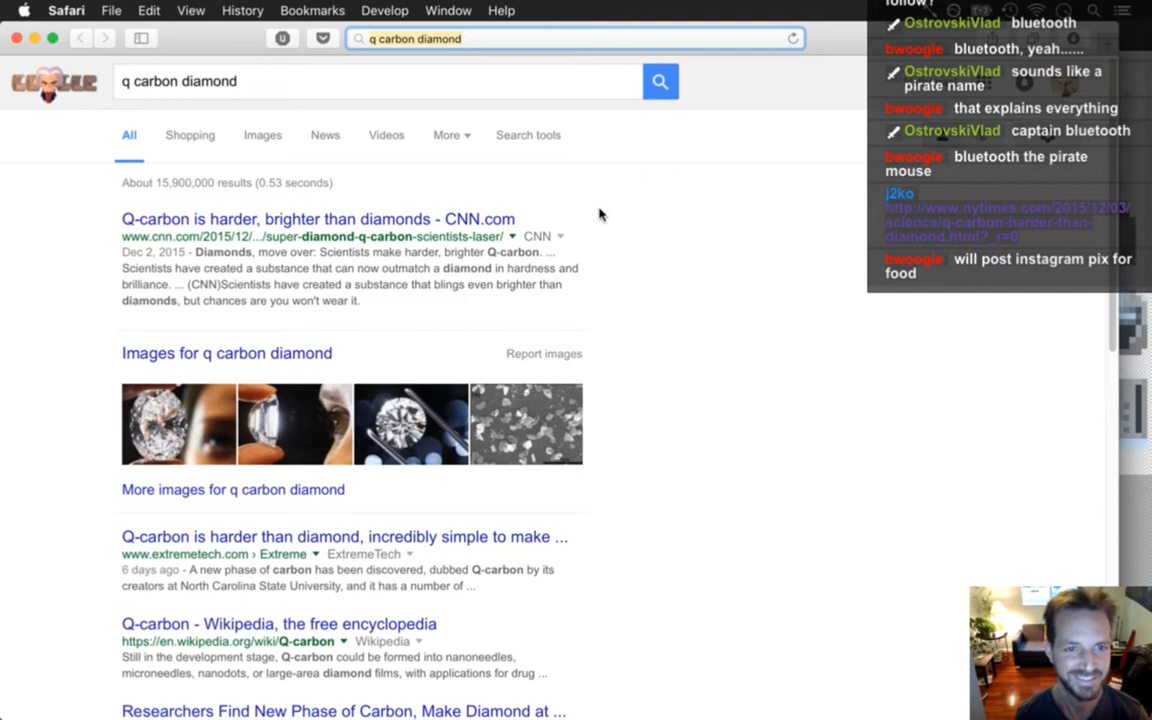 Safari File Edit View History Bookmarks Develop Window Help
q carbon diamond
q carbon diamond
All Shopping Images News Videos More Search tools
About 15,900,000 results (0.53 seconds)
Q-carbon is harder, brighter than diamonds - CNN.com
www.cnn.com/2015/12/.../super-diamond-q-carbon-scientists-laser/ CNN
Dec 2, 2015 - Diamonds, move over: Scientists make harder, brighter Q-carbon. ...
Scientists have created a substance that can now outmatch a diamond in hardness and
brilliance. ... (CNN)Scientists have created a substance that blings even brighter than
diamonds, but chances are you won't wear it.
Images for q carbon diamond Report images
More images for q carbon diamond
Q-carbon is harder than diamond, incredibly simple to make ...
www.extremetech.com › Extreme ExtremeTech
6 days ago - A new phase of carbon has been discovered, dubbed Q-carbon by its
creators at North Carolina State University, and it has a number of ...
Q-carbon - Wikipedia, the free encyclopedia
https://en.wikipedia.org/wiki/Q-carbon Wikipedia
Still in the development stage, Q-carbon could be formed into nanoneedles,
microneedles, nanodots, or large-area diamond films, with applications for drug ...
Researchers Find New Phase of Carbon, Make Diamond at ...
follow?
OstrovskiVlad bluetooth
bwoogie bluetooth, yeah......
OstrovskiVlad sounds like a
pirate name
bwoogie that explains everything
OstrovskiVlad captain bluetooth
bwoogie bluetooth the pirate
mouse
j2ko
http://www.nytimes.com/2015/12/03/
science/q-carbon-harder-than-
diamond.html?_r=0
bwoogie will post instagram pix for
food